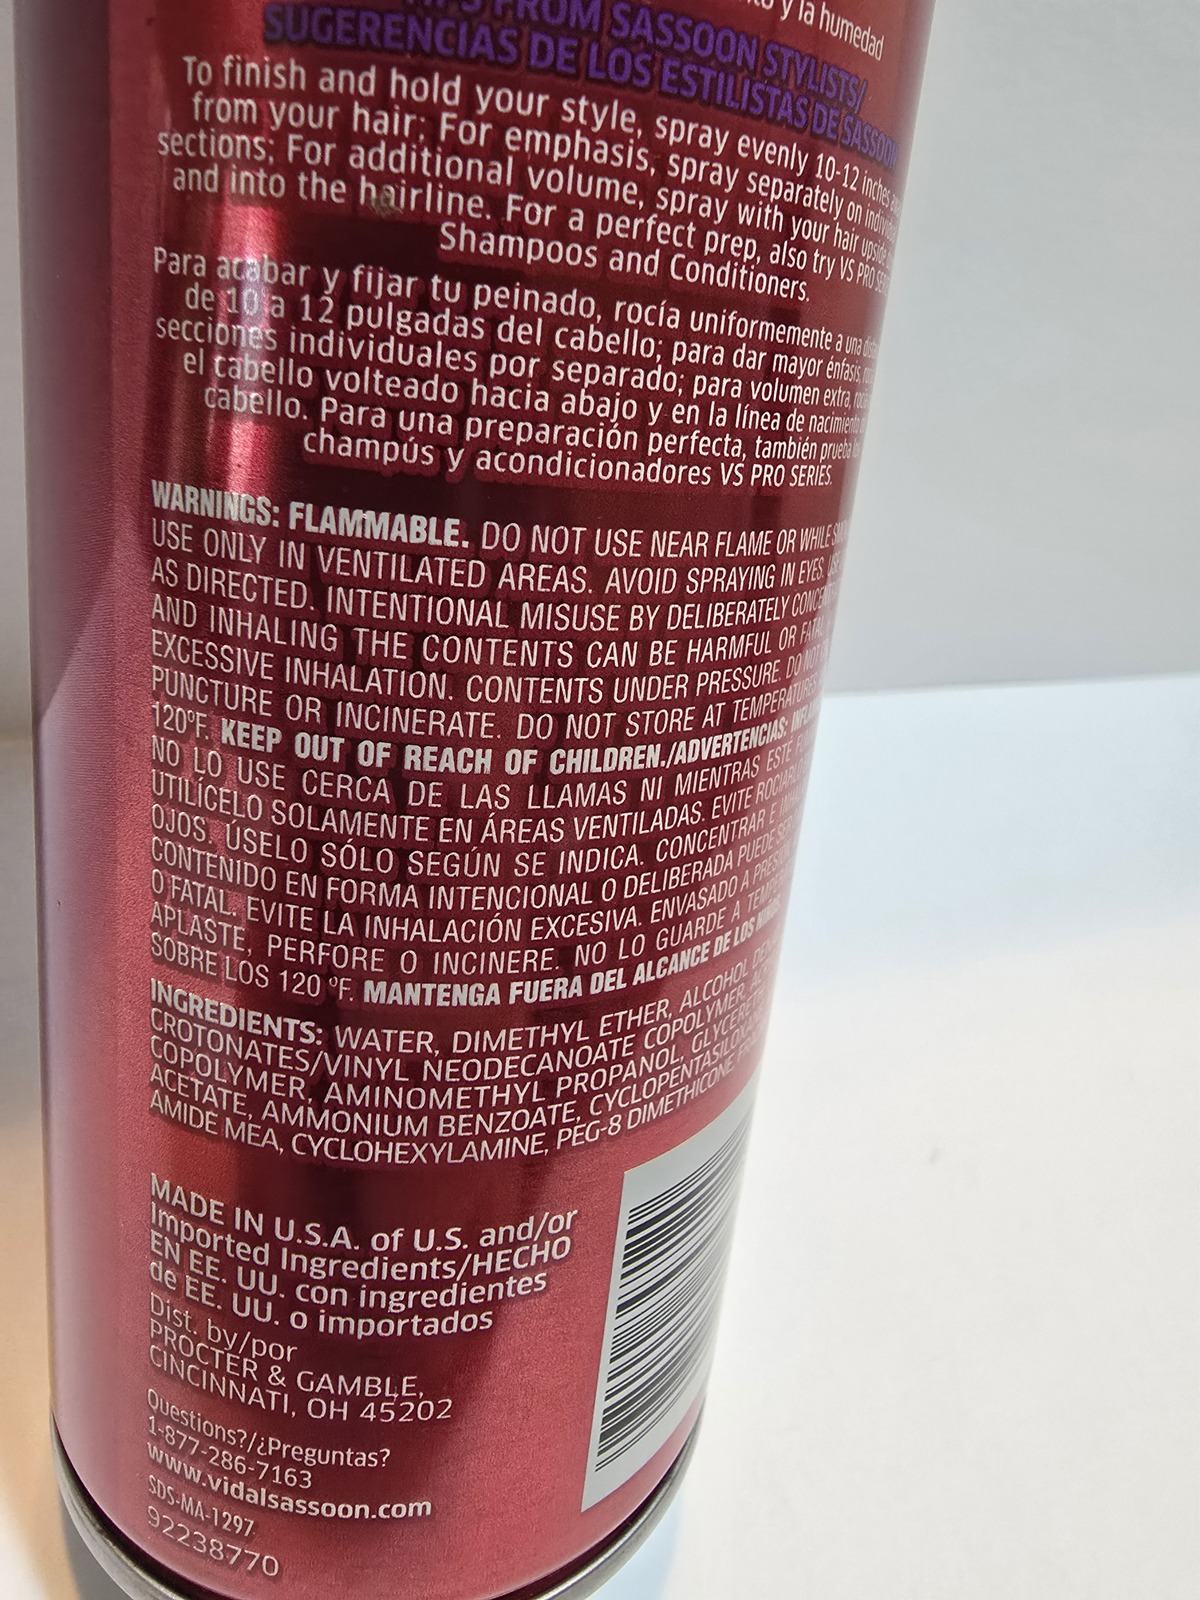 y la humedad
FROM SASSOON STYLISTS/
SUGERENCIAS DE LOS ESTILISTAS DE SASSOON
To finish and hold your style, spray evenly 10-12 inches
from your hair; For emphasis, spray separately on
sections; For additional volume, spray with your hair upside
and into the hairline. For a perfect prep, also try VS PRO
Shampoos and Conditioners.
Para acabar y fijar tu peinado, rocía uniformemente a una
de 10 a 12 pulgadas del cabello; para dar mayor énfasis,
secciones individuales por separado; para volumen extra,
el cabello volteado hacia abajo y en la línea de nacimiento
cabello. Para una preparación perfecta, también prueba
champús y acondicionadores VS PRO SERIES.
WARNINGS: FLAMMABLE. DO NOT USE NEAR FLAME OR WHILE
USE ONLY IN VENTILATED AREAS. AVOID SPRAYING IN EYES.
AS DIRECTED. INTENTIONAL MISUSE BY DELIBERATELY
AND INHALING THE CONTENTS CAN BE HARMFUL OR FATAL.
EXCESSIVE INHALATION. CONTENTS UNDER PRESSURE. DO NOT
PUNCTURE OR INCINERATE. DO NOT STORE AT TEMPERATURES
120°F. KEEP OUT OF REACH OF CHILDREN./ADVERTENCIAS:
NO LO USE CERCA DE LAS LLAMAS NI MIENTRAS ESTÉ
UTILÍCELO SOLAMENTE EN ÁREAS VENTILADAS. EVITE
OJOS. ÚSELO SÓLO SEGÚN SE INDICA. CONCENTRAR E
CONTENIDO EN FORMA INTENCIONAL O DELIBERADA PUEDE SER
O FATAL. EVITE LA INHALACIÓN EXCESIVA. ENVASADO A
APLASTE, PERFORE O INCINERE. NO LO GUARDE A
SOBRE LOS 120 °F. MANTENGA FUERA DEL ALCANCE DE LOS
INGREDIENTS: WATER, DIMETHYL ETHER, ALCOHOL
CROTONATES/VINYL NEODECANOATE COPOLYMER,
COPOLYMER, AMINOMETHYL PROPANOL,
ACETATE, AMMONIUM BENZOATE,
AMIDE MEA, CYCLOHEXYLAMINE, PEG-8 DIMETHICONE,
MADE IN U.S.A. of U.S. and/or
Imported Ingredients/HECHO
EN EE. UU. con ingredientes
de EE. UU. o importados
Dist. by/por
PROCTER & GAMBLE,
CINCINNATI, OH 45202
Questions?/¿Preguntas?
1-877-286-7163
www.vidalsassoon.com
SDS-MA-1297
92238770